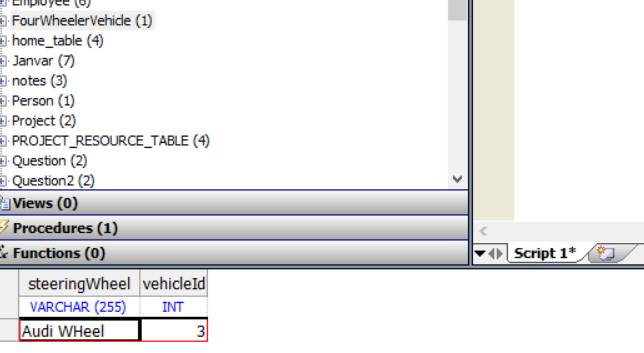 Employee (6)
FourWheelerVehicle (1)
home_table (4)
Janvar (7)
notes (3)
Person (1)
Project (2)
PROJECT_RESOURCE_TABLE (4)
Question (2)
Question2 (2)
Views (0)
Procedures (1)
Functions (0)
Script 1*
steeringWheel vehicleId
VARCHAR (255) INT
Audi WHeel 3